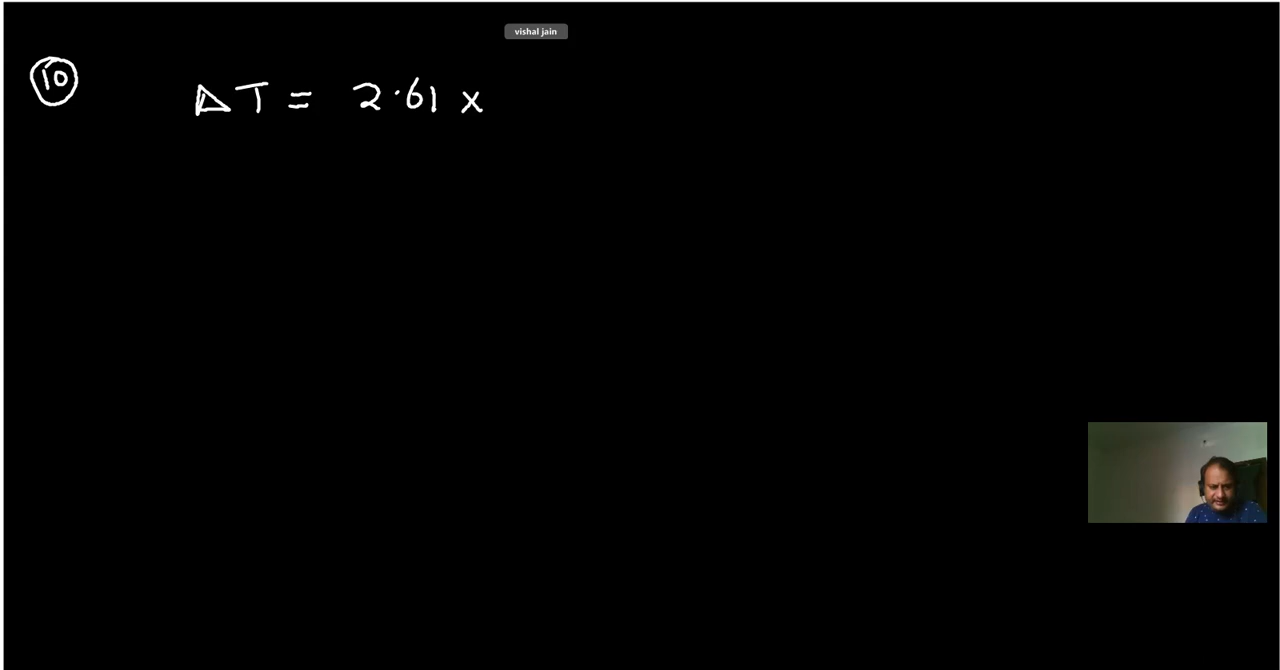 vishal jain
10 ΔT = 2.61 x